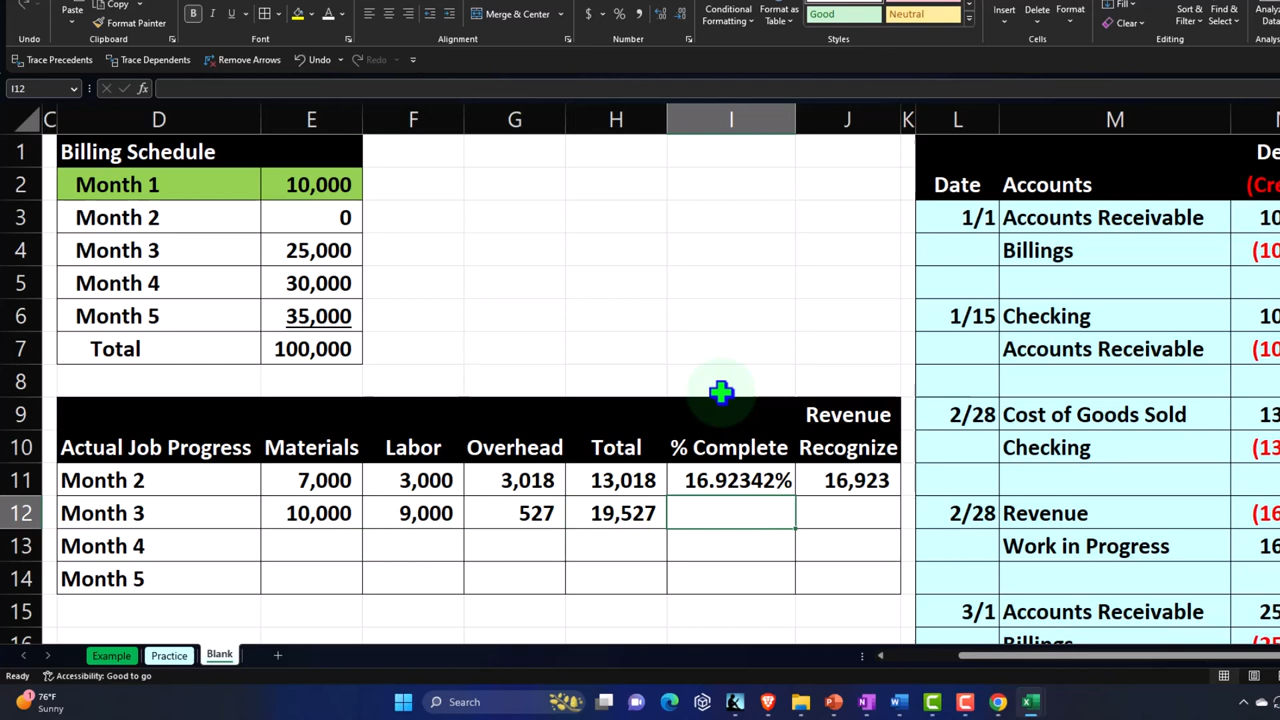 Paste
Copy
Format Painter
B I U
Merge & Center
$ % ,
Conditional Formatting
Format as Table
Good
Neutral
Insert
Delete
Format
Fill
Clear
Sort & Filter
Find & Select
Undo
Clipboard
Font
Alignment
Number
Styles
Cells
Editing
Trace Precedents
Trace Dependents
Remove Arrows
Undo
Redo
I12
fx
C D E F G H I J K L M
1 Billing Schedule De
2 Month 1 10,000 Date Accounts (Cre
3 Month 2 0 1/1 Accounts Receivable 10
4 Month 3 25,000 Billings (10
5 Month 4 30,000
6 Month 5 35,000 1/15 Checking 10
7 Total 100,000 Accounts Receivable (10
8
9 Revenue 2/28 Cost of Goods Sold 13
10 Actual Job Progress Materials Labor Overhead Total % Complete Recognize Checking (13
11 Month 2 7,000 3,000 3,018 13,018 16.92342% 16,923
12 Month 3 10,000 9,000 527 19,527 2/28 Revenue (16
13 Month 4 Work in Progress 16
14 Month 5
15 3/1 Accounts Receivable 25
16 Billings (25
Example
Practice
Blank
Ready
Accessibility: Good to go
76°F
Sunny
Search